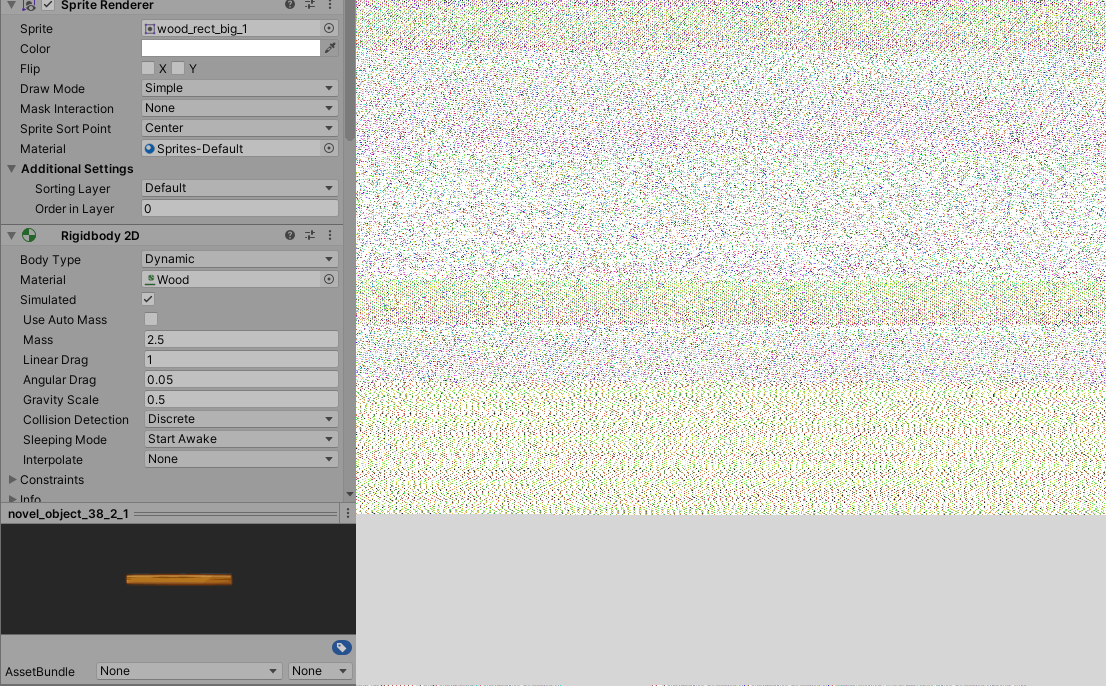 Sprite Renderer
Sprite wood_rect_big_1
Color
Flip X Y
Draw Mode Simple
Mask Interaction None
Sprite Sort Point Center
Material Sprites-Default
Additional Settings
Sorting Layer Default
Order in Layer 0
Rigidbody 2D
Body Type Dynamic
Material Wood
Simulated
Use Auto Mass
Mass 2.5
Linear Drag 1
Angular Drag 0.05
Gravity Scale 0.5
Collision Detection Discrete
Sleeping Mode Start Awake
Interpolate None
Constraints
Info
novel_object_38_2_1
AssetBundle None None